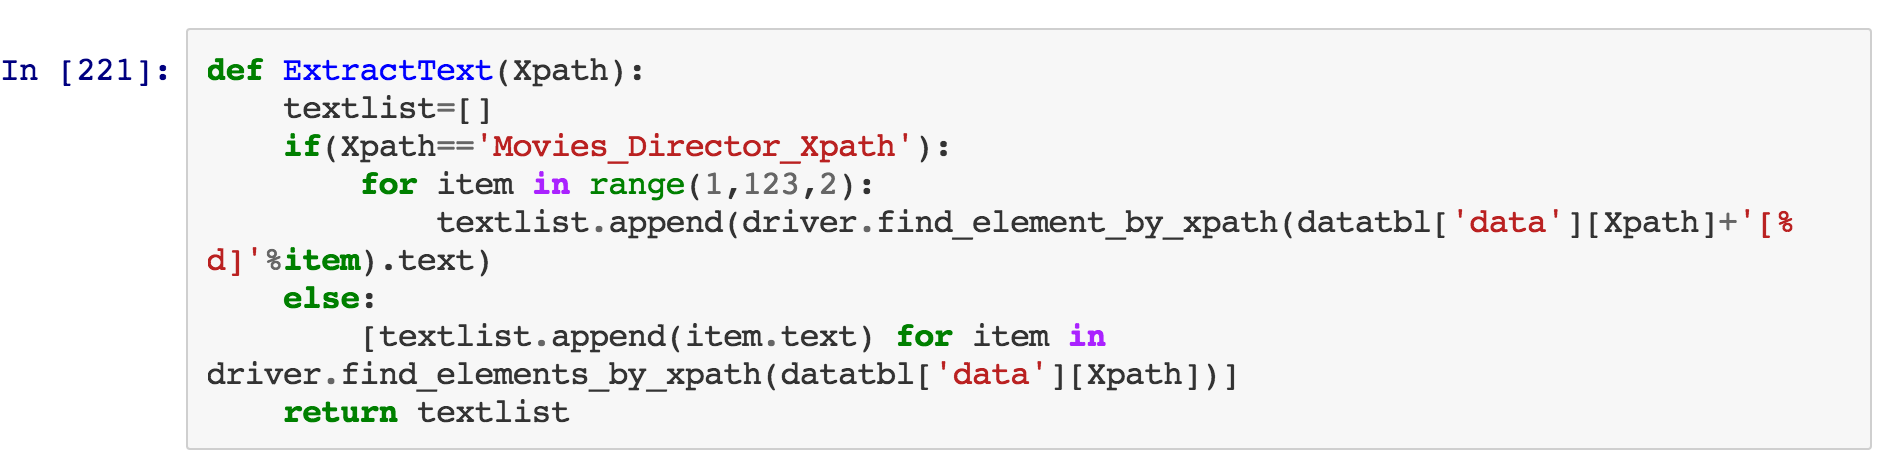 In [221]: def ExtractText(Xpath):
    textlist=[]
    if(Xpath=='Movies_Director_Xpath'):
        for item in range(1,123,2):
            textlist.append(driver.find_element_by_xpath(datatbl['data'][Xpath]+'[%
d]'%item).text)
    else:
        [textlist.append(item.text) for item in
driver.find_elements_by_xpath(datatbl['data'][Xpath])]
    return textlist